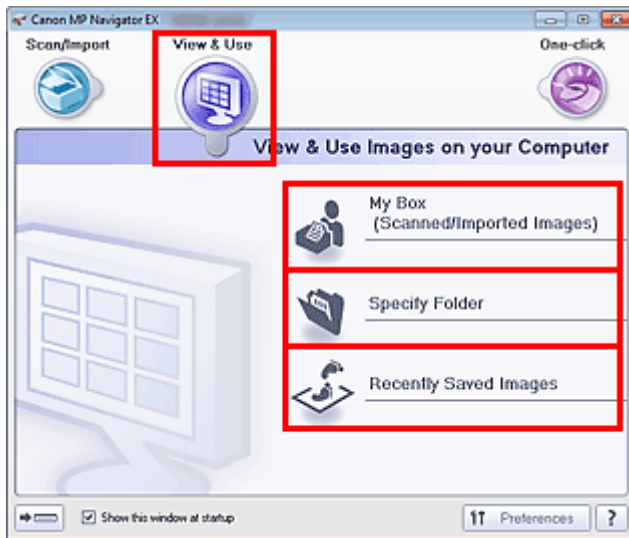 Canon MP Navigator EX
Scan/Import
View & Use
One-click
View & Use Images on your Computer
My Box
(Scanned/Imported Images)
Specify Folder
Recently Saved Images
Show this window at startup
Preferences
?